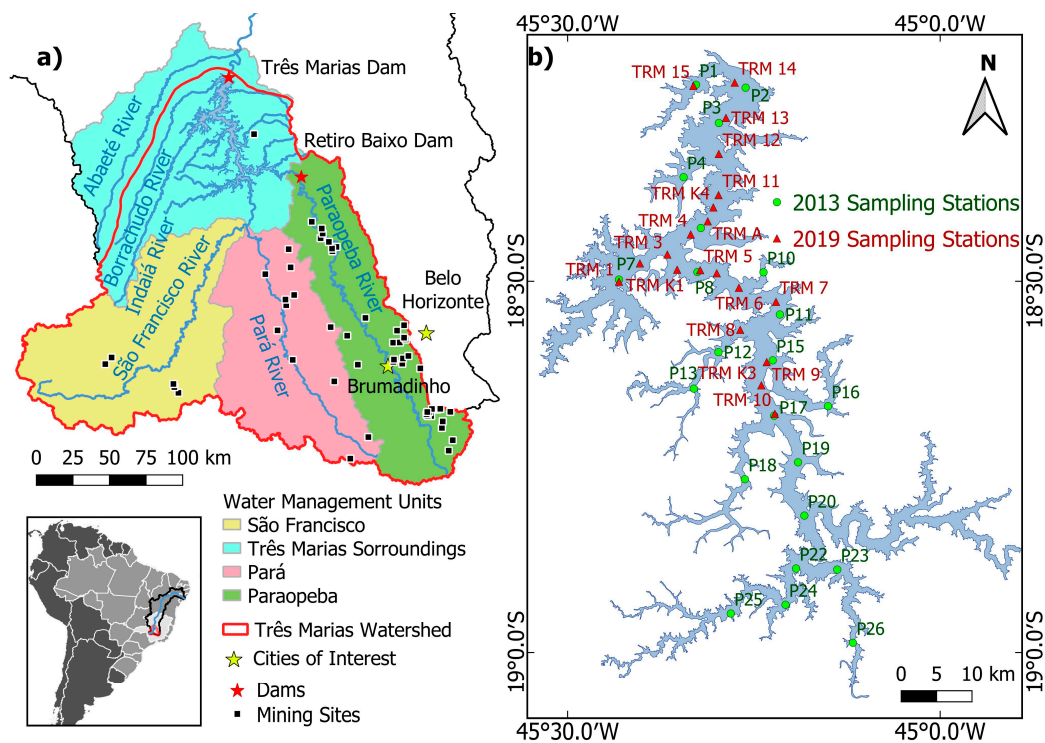 a)
Três Marias Dam
Retiro Baixo Dam
Abaeté River
Borrachudo River
Indaiá River
São Francisco River
Pará River
Paraopeba River
Belo
Horizonte
Brumadinho
0 25 50 75 100 km
Water Management Units
São Francisco
Três Marias Sorroundings
Pará
Paraopeba
Três Marias Watershed
Cities of Interest
Dams
Mining Sites
45°30.0'W 45°0.0'W
b)
N
TRM 15 P1 TRM 14
P2
P3
TRM 13
TRM 12
P4
TRM 11
TRM K4
2013 Sampling Stations
TRM 4
TRM A
2019 Sampling Stations
TRM 3
TRM 5
P10
TRM 1 P7
TRM K1
P8
TRM 7
TRM 6
P11
18°30.0'S
18°30.0'S
TRM 8
P12
P15
P13
TRM K3 TRM 9
TRM 10
P16
P17
P18
P19
P20
P22
P23
P24
P25
P26
19°0.0'S
19°0.0'S
0 5 10 km
45°30.0'W 45°0.0'W